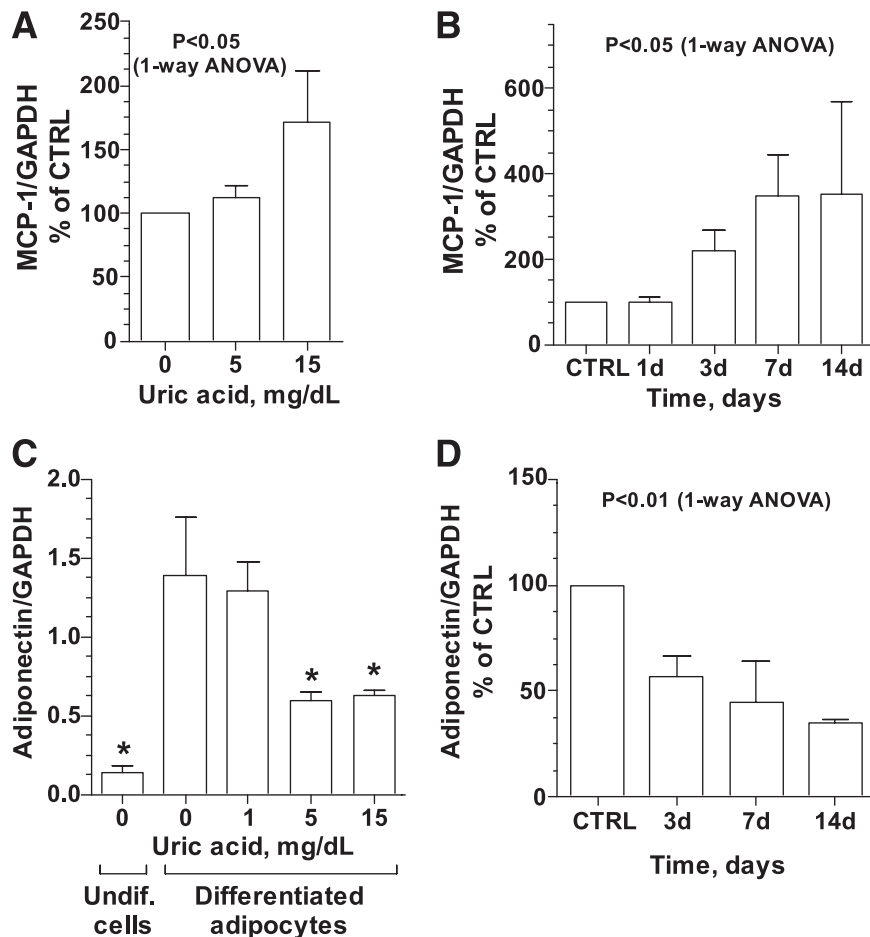 A
MCP-1/GAPDH
% of CTRL
250
200
150
100
50
0
P<0.05
(1-way ANOVA)
0 5 15
Uric acid, mg/dL
B
MCP-1/GAPDH
% of CTRL
600
400
200
0
P<0.05 (1-way ANOVA)
CTRL 1d 3d 7d 14d
Time, days
C
Adiponectin/GAPDH
2.0
1.5
1.0
0.5
0.0
*
*
*
0 0 1 5 15
Uric acid, mg/dL
Undif.
cells
Differentiated
adipocytes
D
Adiponectin/GAPDH
% of CTRL
150
100
50
0
P<0.01 (1-way ANOVA)
CTRL 3d 7d 14d
Time, days